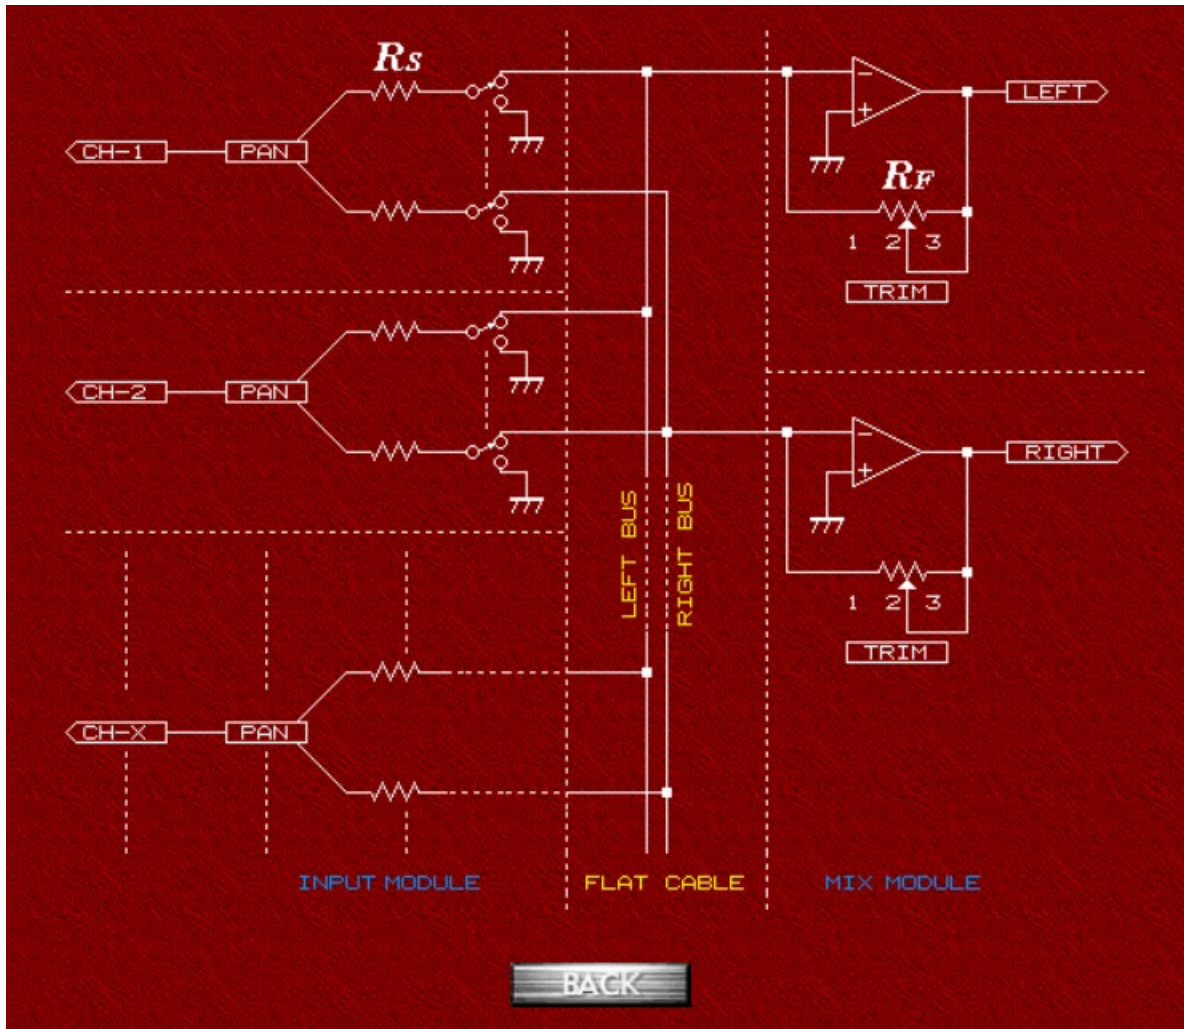 RS
CH-1
PAN
LEFT
RF
1 2 3
TRIM
CH-2
PAN
RIGHT
LEFT BUS
RIGHT BUS
1 2 3
TRIM
CH-X
PAN
INPUT MODULE
FLAT CABLE
MIX MODULE
BACK